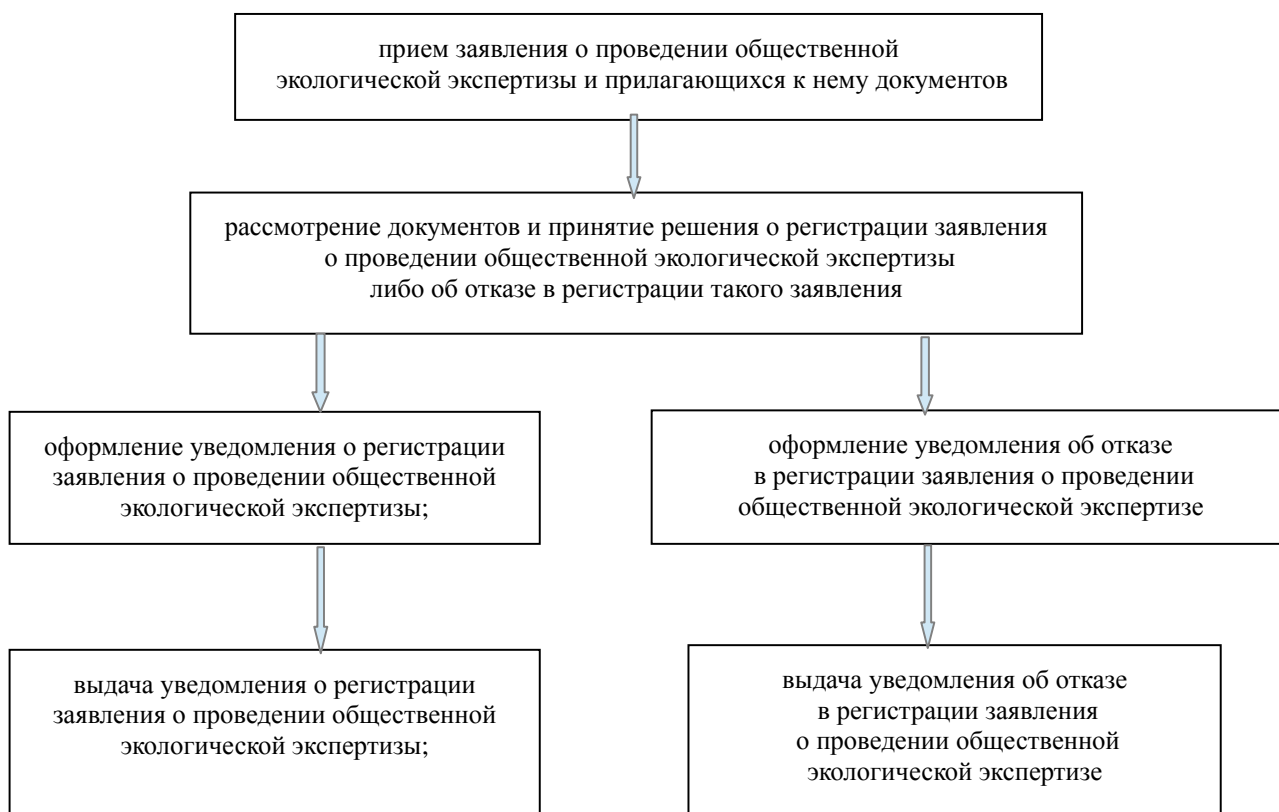 прием заявления о проведении общественной
экологической экспертизы и прилагающихся к нему документов
рассмотрение документов и принятие решения о регистрации заявления
о проведении общественной экологической экспертизы
либо об отказе в регистрации такого заявления
оформление уведомления о регистрации
заявления о проведении общественной
экологической экспертизы;
оформление уведомления об отказе
в регистрации заявления о проведении
общественной экологической экспертизе
выдача уведомления о регистрации
заявления о проведении общественной
экологической экспертизы;
выдача уведомления об отказе
в регистрации заявления
о проведении общественной
экологической экспертизе